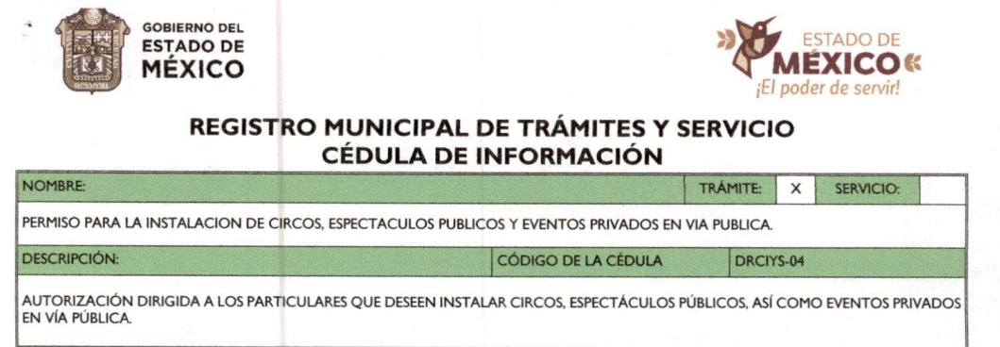 GOBIERNO DEL
ESTADO DE
MÉXICO
ESTADO DE
MÉXICO
¡El poder de servir!
REGISTRO MUNICIPAL DE TRÁMITES Y SERVICIO
CÉDULA DE INFORMACIÓN
NOMBRE: TRÁMITE: X SERVICIO:
PERMISO PARA LA INSTALACION DE CIRCOS, ESPECTACULOS PUBLICOS Y EVENTOS PRIVADOS EN VIA PUBLICA.
DESCRIPCIÓN: CÓDIGO DE LA CÉDULA DRCIYS-04
AUTORIZACIÓN DIRIGIDA A LOS PARTICULARES QUE DESEEN INSTALAR CIRCOS, ESPECTÁCULOS PÚBLICOS, ASÍ COMO EVENTOS PRIVADOS
EN VÍA PÚBLICA.